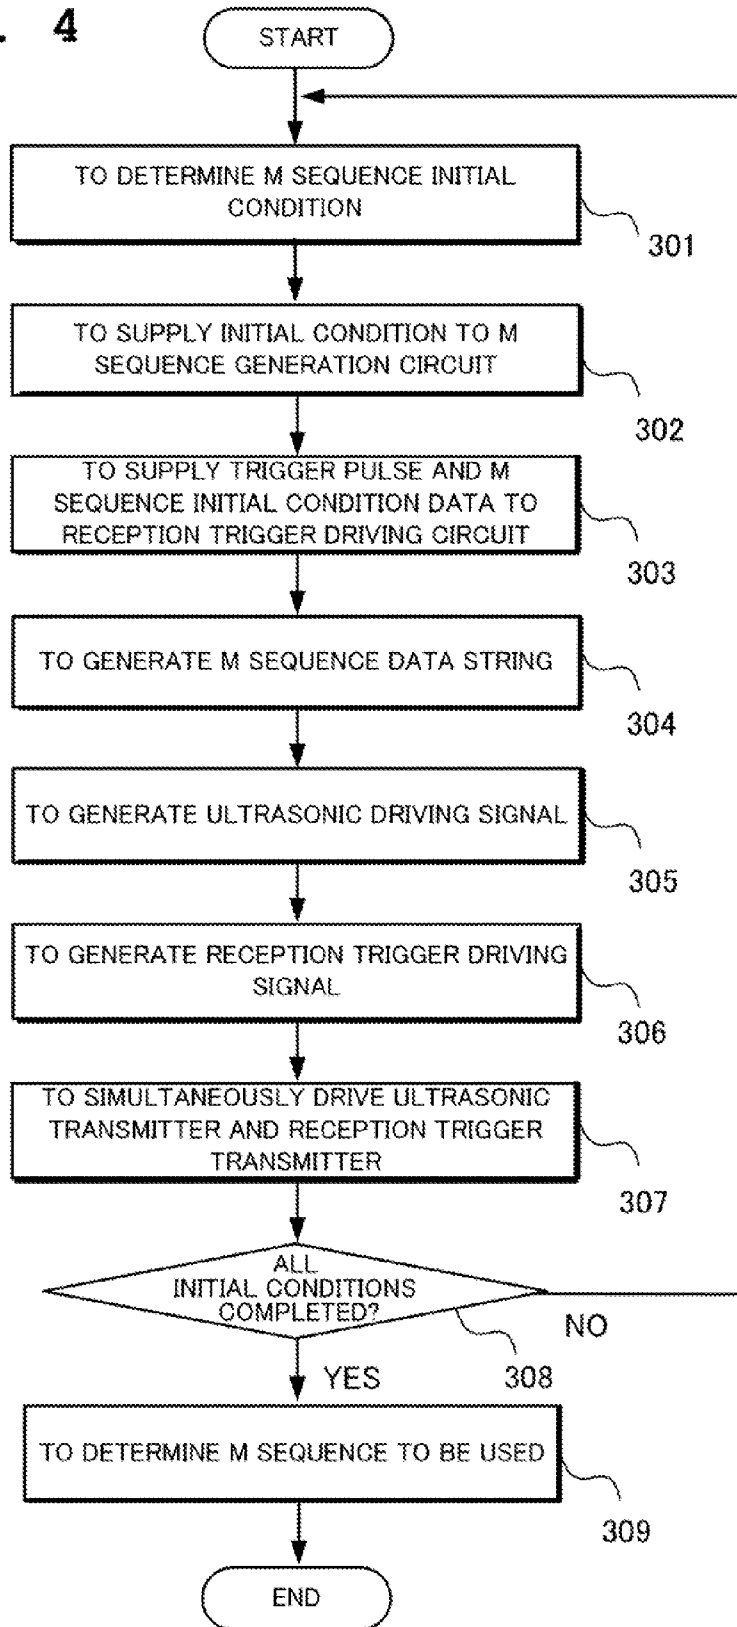 . 4
START
TO DETERMINE M SEQUENCE INITIAL
CONDITION
301
TO SUPPLY INITIAL CONDITION TO M
SEQUENCE GENERATION CIRCUIT
302
TO SUPPLY TRIGGER PULSE AND M
SEQUENCE INITIAL CONDITION DATA TO
RECEPTION TRIGGER DRIVING CIRCUIT
303
TO GENERATE M SEQUENCE DATA STRING
304
TO GENERATE ULTRASONIC DRIVING SIGNAL
305
TO GENERATE RECEPTION TRIGGER DRIVING
SIGNAL
306
TO SIMULTANEOUSLY DRIVE ULTRASONIC
TRANSMITTER AND RECEPTION TRIGGER
TRANSMITTER
307
ALL
INITIAL CONDITIONS
COMPLETED?
NO
308
YES
TO DETERMINE M SEQUENCE TO BE USED
309
END